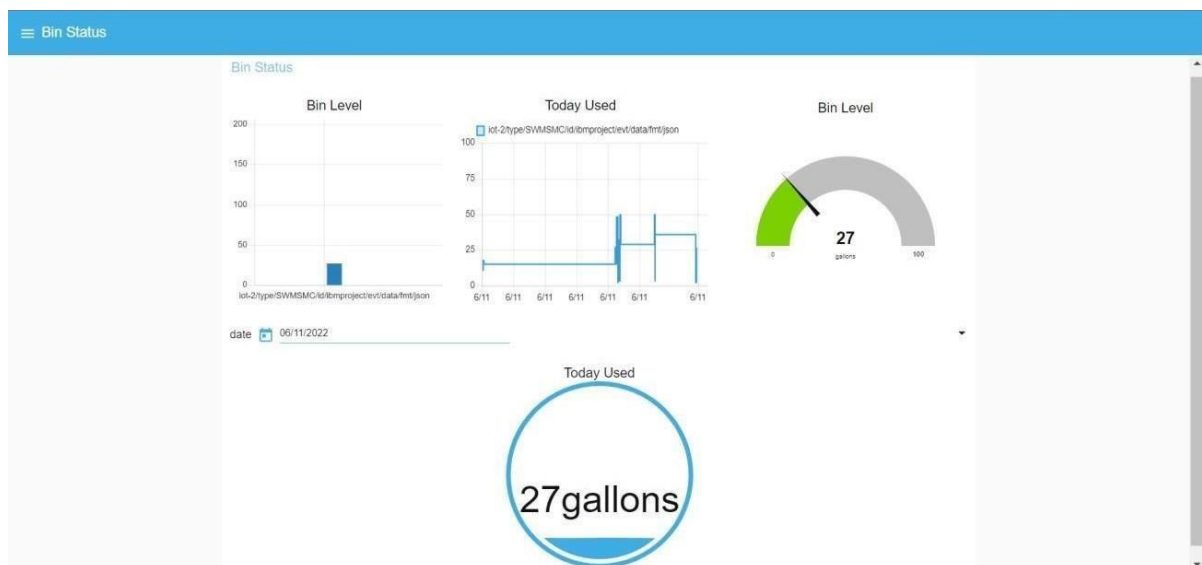 Bin Status
Bin Status
Bin Level
200
150
100
50
0
iot-2/type/SWMSMC/id/ibmproject/evt/data/fmt/json
Today Used
iot-2/type/SWMSMC/id/ibmproject/evt/data/fmt/json
100
75
50
25
0
6/11 6/11 6/11 6/11 6/11 6/11 6/11
Bin Level
27
0 gallons 100
date 06/11/2022
Today Used
27gallons